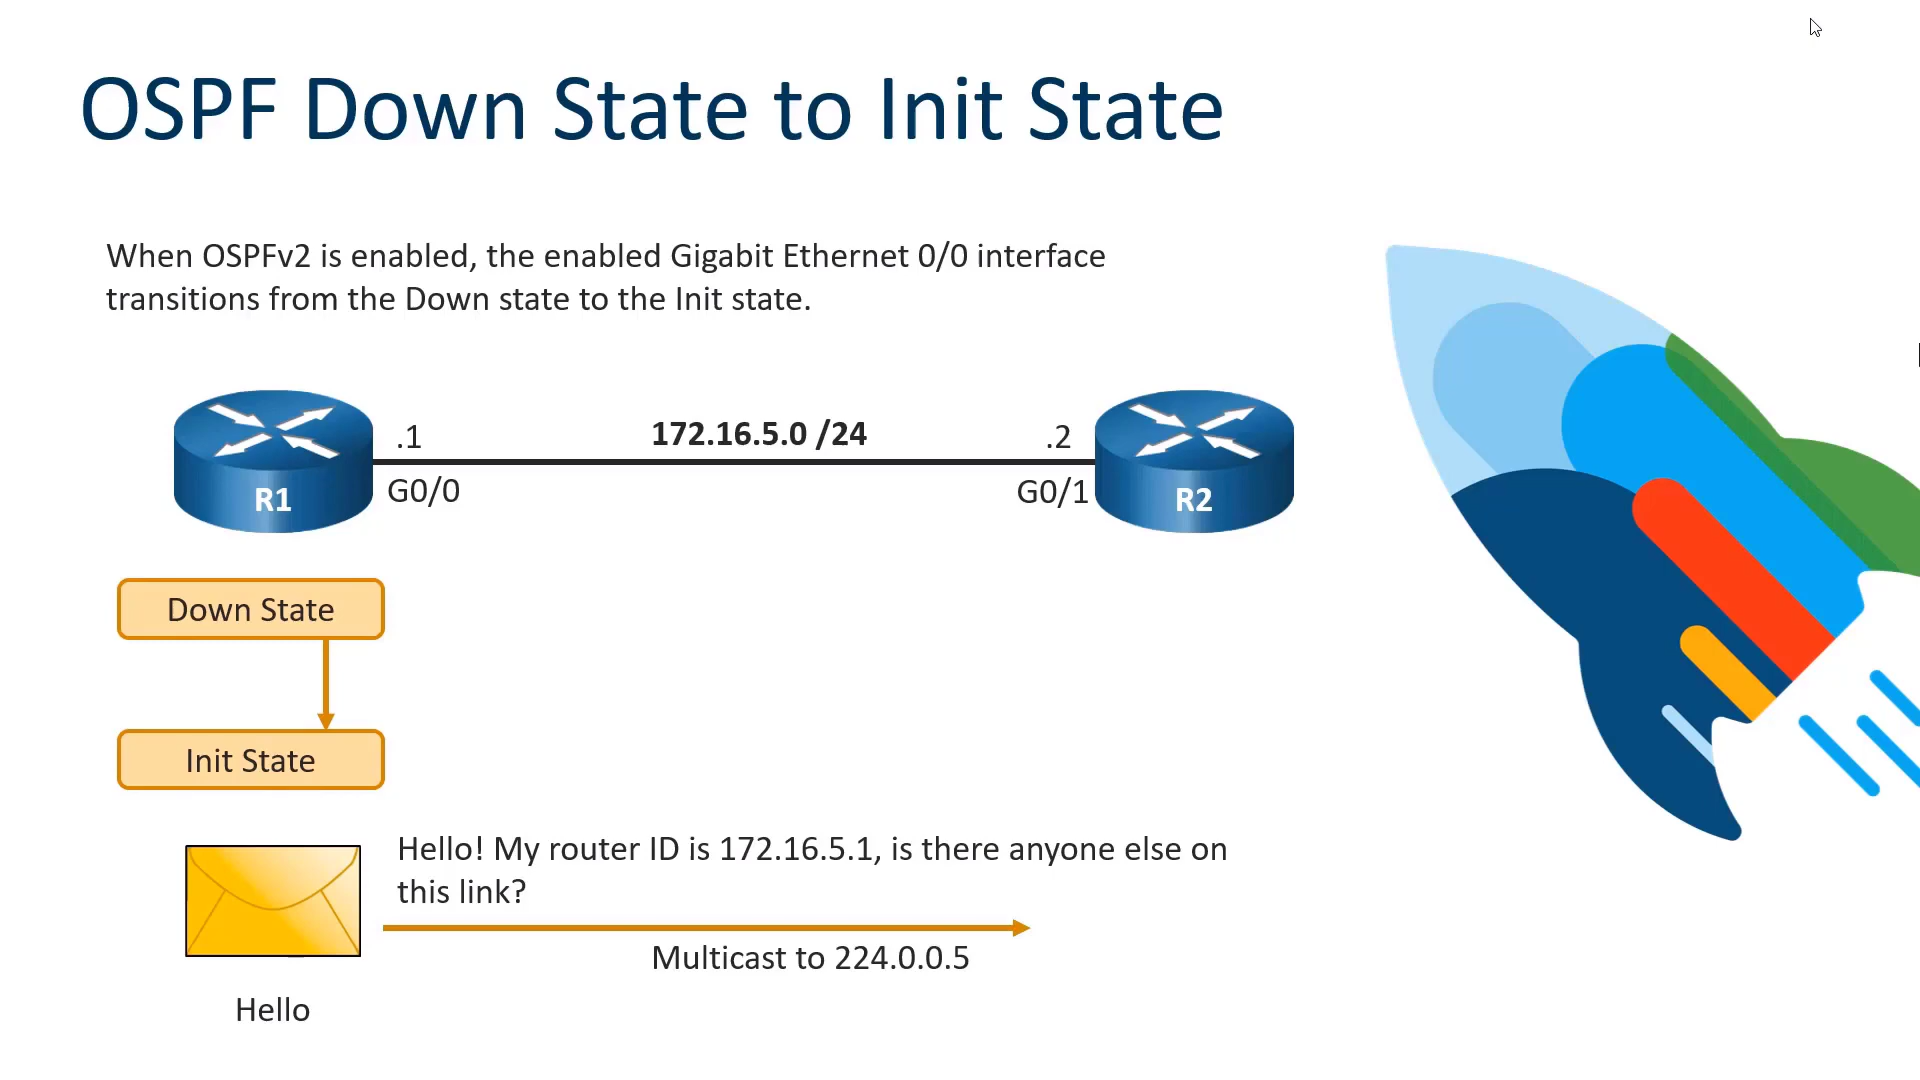 OSPF Down State to Init State
When OSPFv2 is enabled, the enabled Gigabit Ethernet 0/0 interface
transitions from the Down state to the Init state.
.1
172.16.5.0 /24
.2
R1
G0/0
G0/1
R2
Down State
Init State
Hello! My router ID is 172.16.5.1, is there anyone else on
this link?
Multicast to 224.0.0.5
Hello